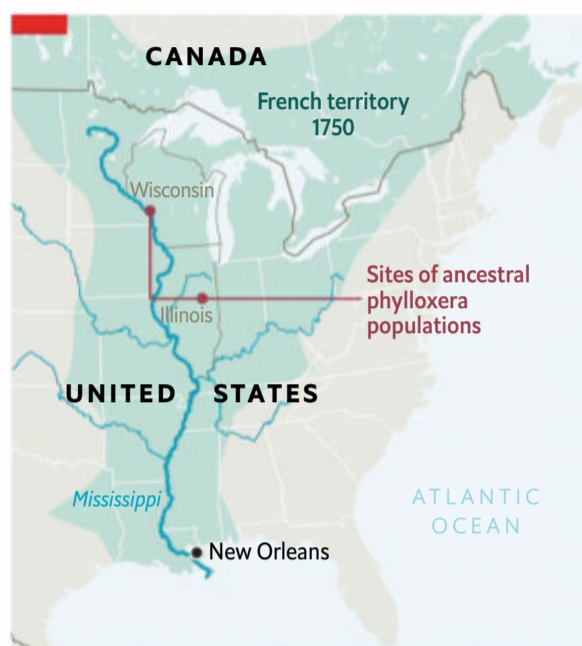 CANADA
French territory
1750
Wisconsin
Sites of ancestral
phylloxera
populations
Illinois
UNITED STATES
Mississippi
ATLANTIC
OCEAN
New Orleans